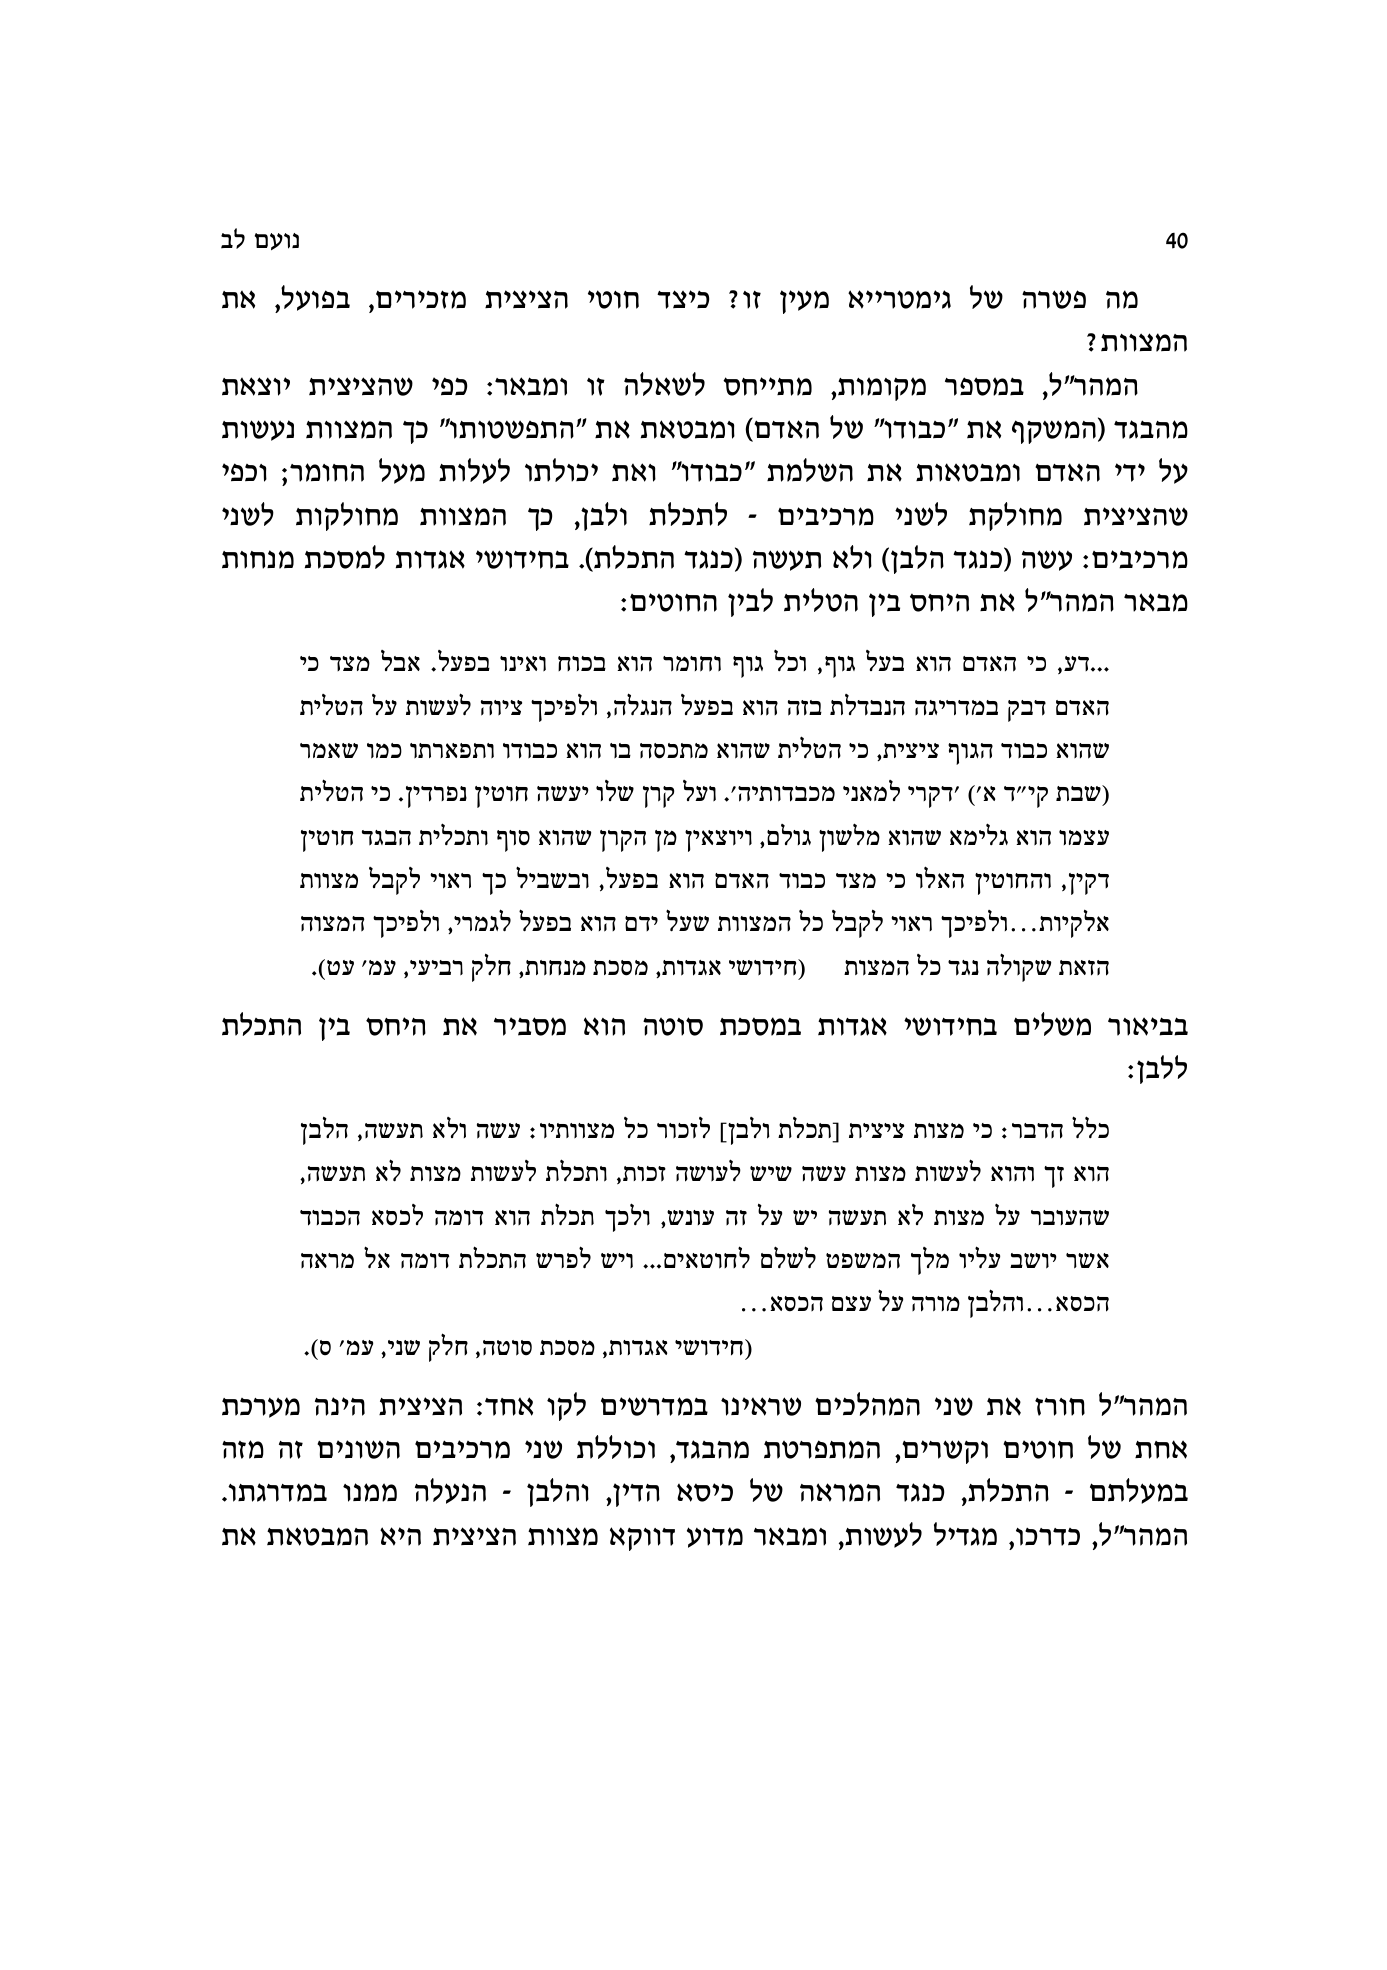 40 נועם לב
מה פשרה של גימטרייא מעין זו? כיצד חוטי הציצית מזכירים, בפועל, את
המצוות?
המהר"ל, במספר מקומות, מתייחס לשאלה זו ומבאר: כפי שהציצית יוצאת
מהבגד (המשקף את "כבודו" של האדם) ומבטאת את "התפשטותו" כך המצוות נעשות
על ידי האדם ומבטאות את השלמת "כבודו" ואת יכולתו לעלות מעל החומר; וכפי
שהציצית מחולקת לשני מרכיבים - לתכלת ולבן, כך המצוות מחולקות לשני
מרכיבים: עשה (כנגד הלבן) ולא תעשה (כנגד התכלת). בחידושי אגדות למסכת מנחות
מבאר המהר"ל את היחס בין הטלית לבין החוטים:
...דע, כי האדם הוא בעל גוף, וכל גוף וחומר הוא בכוח ואינו בפעל. אבל מצד כי
האדם דבק במדריגה הנבדלת בזה הוא בפעל הנגלה, ולפיכך ציוה לעשות על הטלית
שהוא כבוד הגוף ציצית, כי הטלית שהוא מתכסה בו הוא כבודו ותפארתו כמו שאמר
(שבת קי"ד א') 'דקרי למאני מכבדותיה'. ועל קרן שלו יעשה חוטין נפרדין. כי הטלית
עצמו הוא גלימא שהוא מלשון גולם, ויוצאין מן הקרן שהוא סוף ותכלית הבגד חוטין
דקין, והחוטין האלו כי מצד כבוד האדם הוא בפעל, ובשביל כך ראוי לקבל מצוות
אלקיות...ולפיכך ראוי לקבל כל המצוות שעל ידם הוא בפעל לגמרי, ולפיכך המצוה
הזאת שקולה נגד כל המצות (חידושי אגדות, מסכת מנחות, חלק רביעי, עמ' עט).
בביאור משלים בחידושי אגדות במסכת סוטה הוא מסביר את היחס בין התכלת
ללבן:
כלל הדבר: כי מצות ציצית [תכלת ולבן] לזכור כל מצוותיו: עשה ולא תעשה, הלבן
הוא זך והוא לעשות מצות עשה שיש לעושה זכות, ותכלת לעשות מצות לא תעשה,
שהעובר על מצות לא תעשה יש על זה עונש, ולכך תכלת הוא דומה לכסא הכבוד
אשר יושב עליו מלך המשפט לשלם לחוטאים... ויש לפרש התכלת דומה אל מראה
הכסא...והלבן מורה על עצם הכסא...
(חידושי אגדות, מסכת סוטה, חלק שני, עמ' ס).
המהר"ל חורז את שני המהלכים שראינו במדרשים לקו אחד: הציצית הינה מערכת
אחת של חוטים וקשרים, המתפרטת מהבגד, וכוללת שני מרכיבים השונים זה מזה
במעלתם - התכלת, כנגד המראה של כיסא הדין, והלבן - הנעלה ממנו במדרגתו.
המהר"ל, כדרכו, מגדיל לעשות, ומבאר מדוע דווקא מצוות הציצית היא המבטאת את